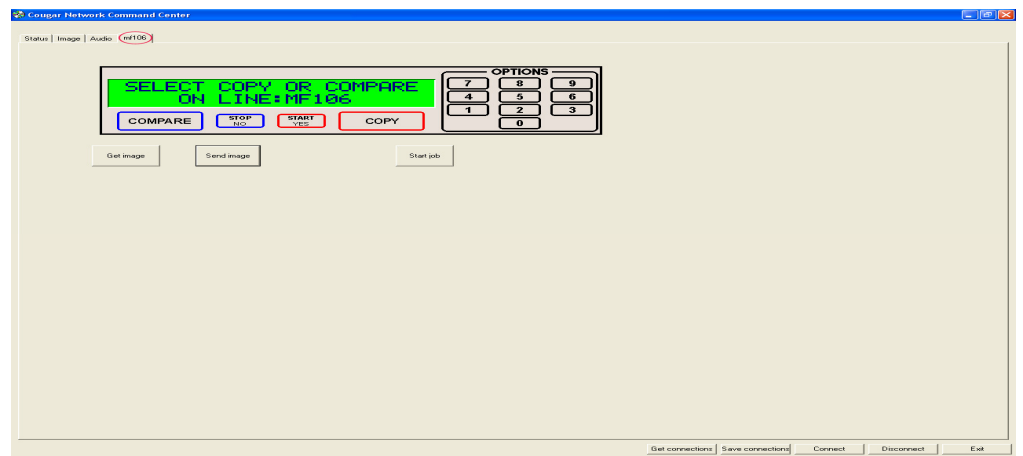 Cougar Network Command Center
Status Image Audio mf106
OPTIONS
SELECT COPY OR COMPARE
ON LINE:MF106
7 8 9
4 5 6
1 2 3
0
COMPARE STOP NO START YES COPY
Get image Send image Start job
Get connections Save connections Connect Disconnect Exit